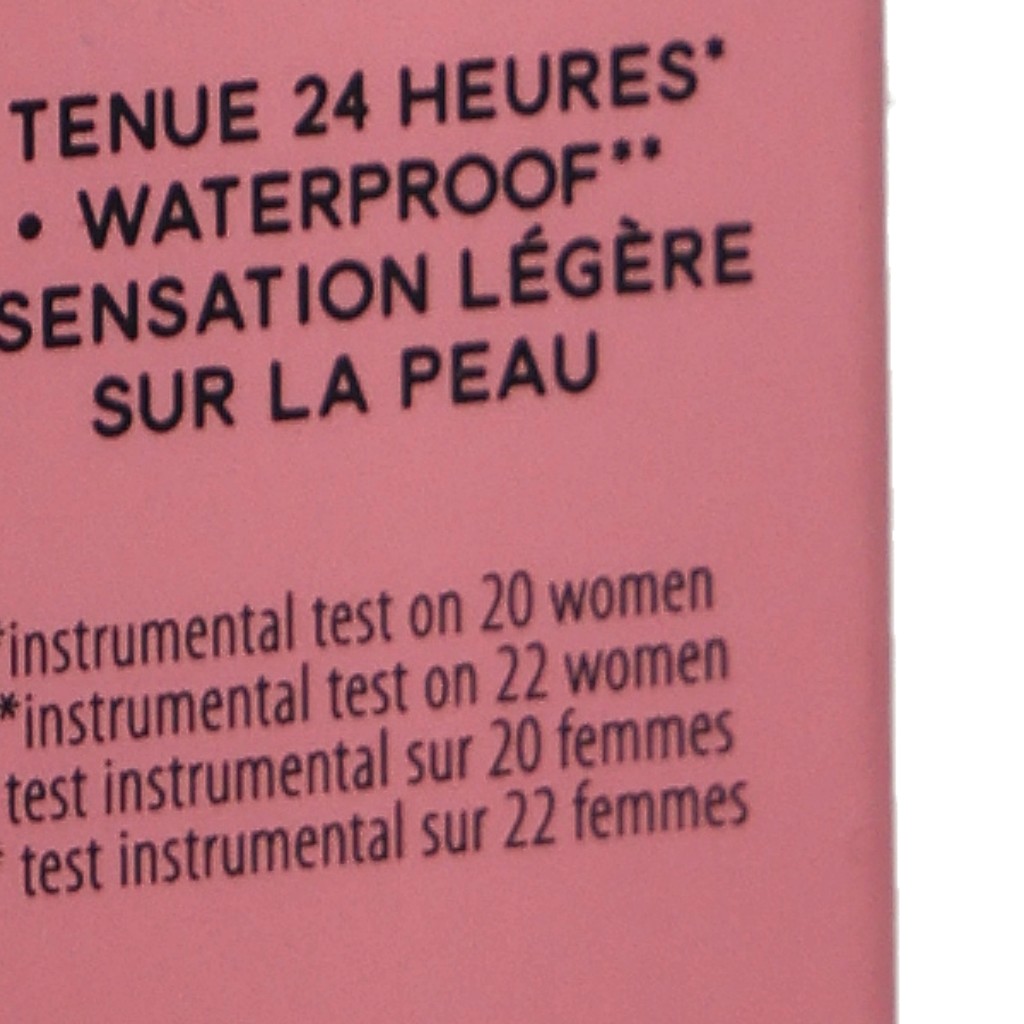 TENUE 24 HEURES*
• WATERPROOF**
SENSATION LÉGÈRE
SUR LA PEAU
*instrumental test on 20 women
*instrumental test on 22 women
test instrumental sur 20 femmes
* test instrumental sur 22 femmes